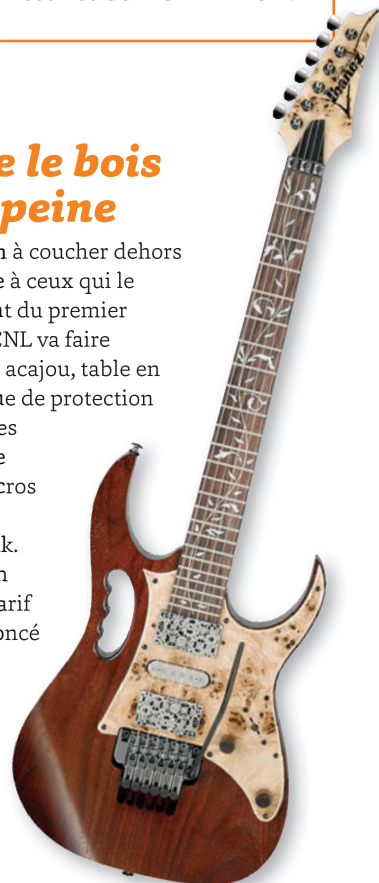 e le bois
peine
n à coucher dehors
e à ceux qui le
nt du premier
CNL va faire
acajou, table en
ue de protection
es
e
cros
k.
n
arif
oncé
Ibanez